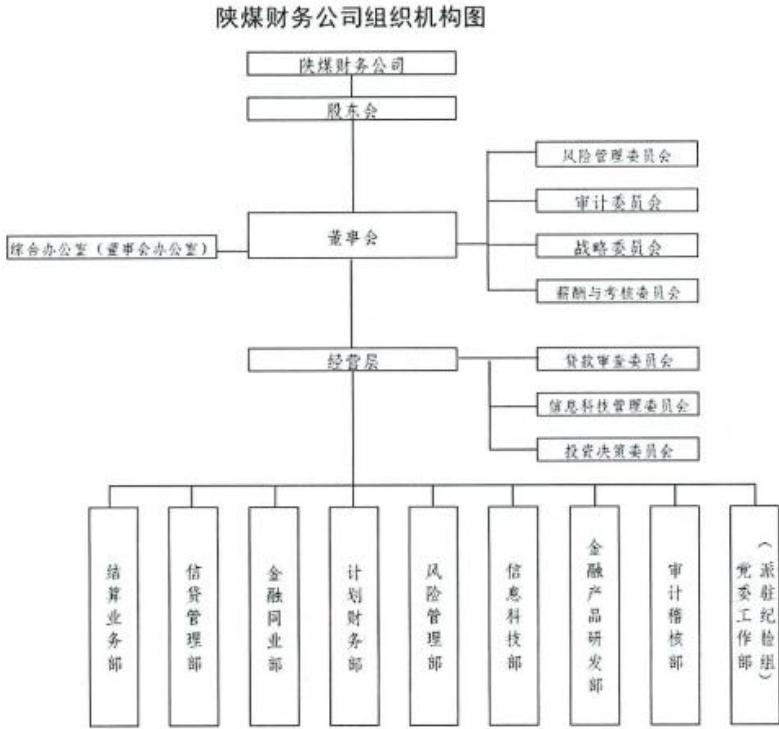 陕煤财务公司组织机构图
陕煤财务公司
股东会
风险管理委员会
审计委员会
董事会
综合办公室（董事会办公室）
战略委员会
薪酬与考核委员会
经营层
贷款审查委员会
信息科技管理委员会
投资决策委员会
结算业务部
信贷管理部
金融同业部
计划财务部
风险管理部
信息科技部
金融产品研发部
审计稽核部
党委工作部
（派驻纪检组）